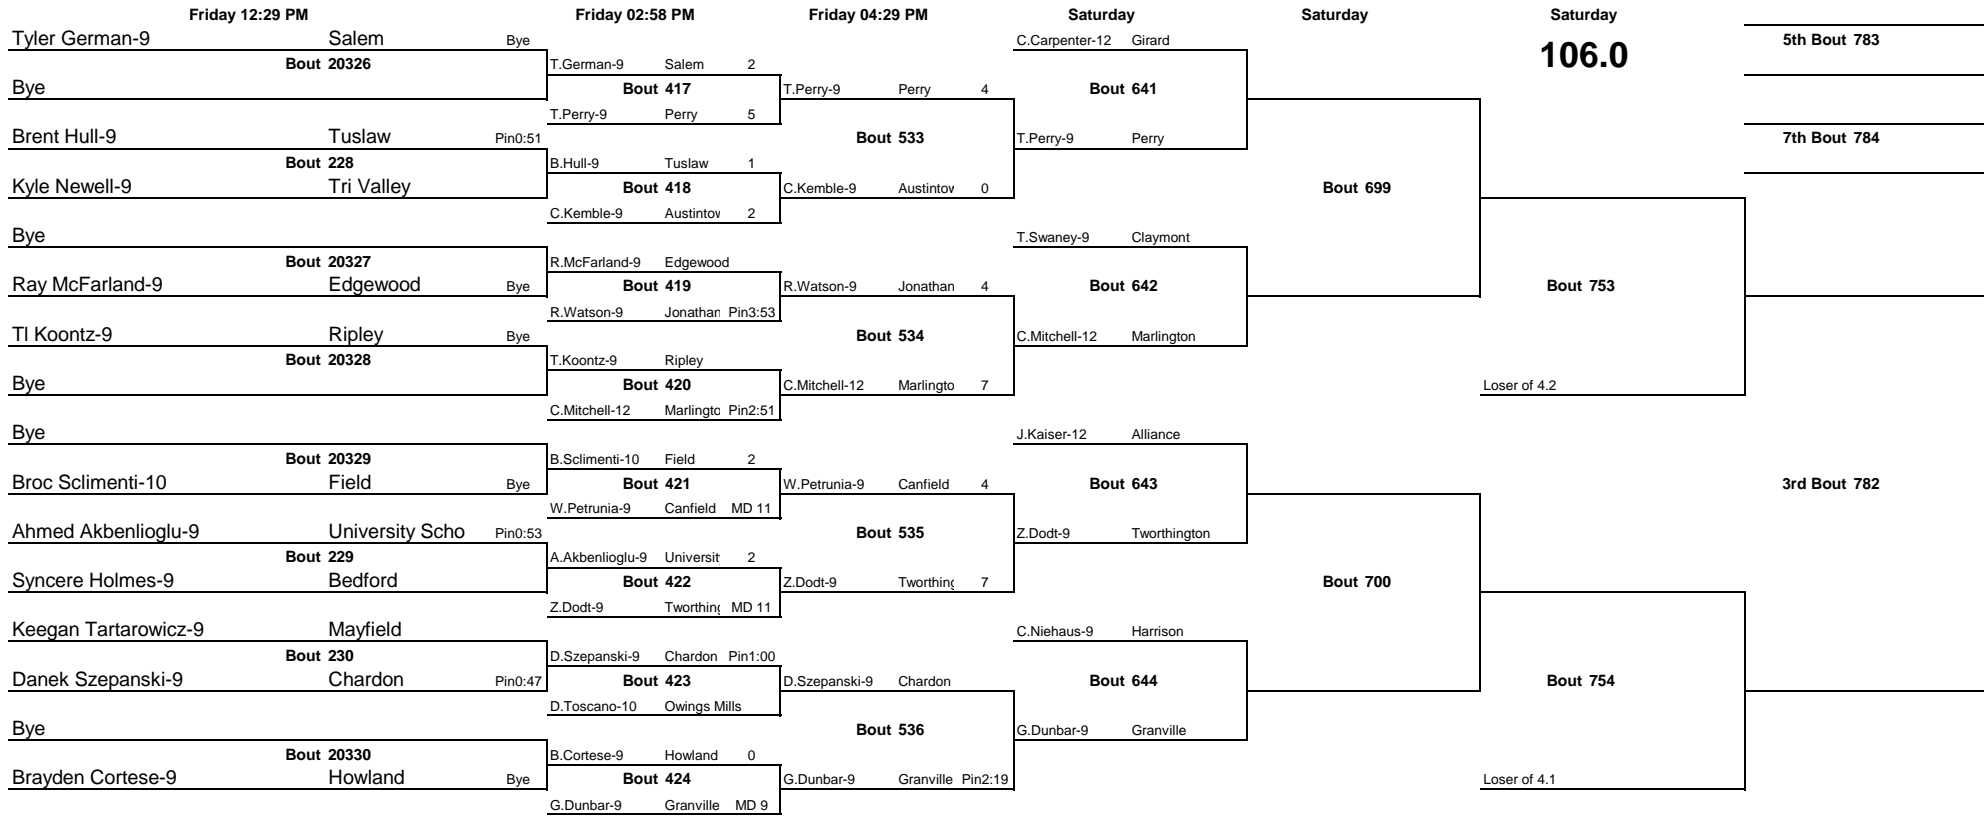 Friday 12:29 PM Friday 02:58 PM Friday 04:29 PM Saturday Saturday Saturday
106.0
Tyler German-9 Salem Bye
Bout 20326
Bye
Brent Hull-9 Tuslaw Pin0:51
Bout 228
Kyle Newell-9 Tri Valley
Bye
Bout 20327
Ray McFarland-9 Edgewood Bye
TI Koontz-9 Ripley Bye
Bout 20328
Bye
Bye
Bout 20329
Broc Sclimenti-10 Field Bye
Ahmed Akbenlioglu-9 University Scho Pin0:53
Bout 229
Syncere Holmes-9 Bedford
Keegan Tartarowicz-9 Mayfield
Bout 230
Danek Szepanski-9 Chardon Pin0:47
Bye
Bout 20330
Brayden Cortese-9 Howland Bye
T.German-9 Salem 2
Bout 417
T.Perry-9 Perry 5
B.Hull-9 Tuslaw 1
Bout 418
C.Kemble-9 Austintov 2
R.McFarland-9 Edgewood
Bout 419
R.Watson-9 Jonathan Pin3:53
T.Koontz-9 Ripley
Bout 420
C.Mitchell-12 Marlingto Pin2:51
B.Sclimenti-10 Field 2
Bout 421
W.Petrunia-9 Canfield MD 11
A.Akbenlioglu-9 Universit 2
Bout 422
Z.Dodt-9 Tworthing MD 11
D.Szepanski-9 Chardon Pin1:00
Bout 423
D.Toscano-10 Owings Mills
B.Cortese-9 Howland 0
Bout 424
G.Dunbar-9 Granville MD 9
T.Perry-9 Perry 4
Bout 533
C.Kemble-9 Austintov 0
R.Watson-9 Jonathan 4
Bout 534
C.Mitchell-12 Marlingto 7
W.Petrunia-9 Canfield 4
Bout 535
Z.Dodt-9 Tworthing 7
D.Szepanski-9 Chardon
Bout 536
G.Dunbar-9 Granville Pin2:19
C.Carpenter-12 Girard
Bout 641
T.Perry-9 Perry
T.Swaney-9 Claymont
Bout 642
C.Mitchell-12 Marlington
J.Kaiser-12 Alliance
Bout 643
Z.Dodt-9 Tworthington
C.Niehaus-9 Harrison
Bout 644
G.Dunbar-9 Granville
Bout 699
Bout 700
Bout 753
Loser of 4.2
Bout 754
Loser of 4.1
5th Bout 783
7th Bout 784
3rd Bout 782